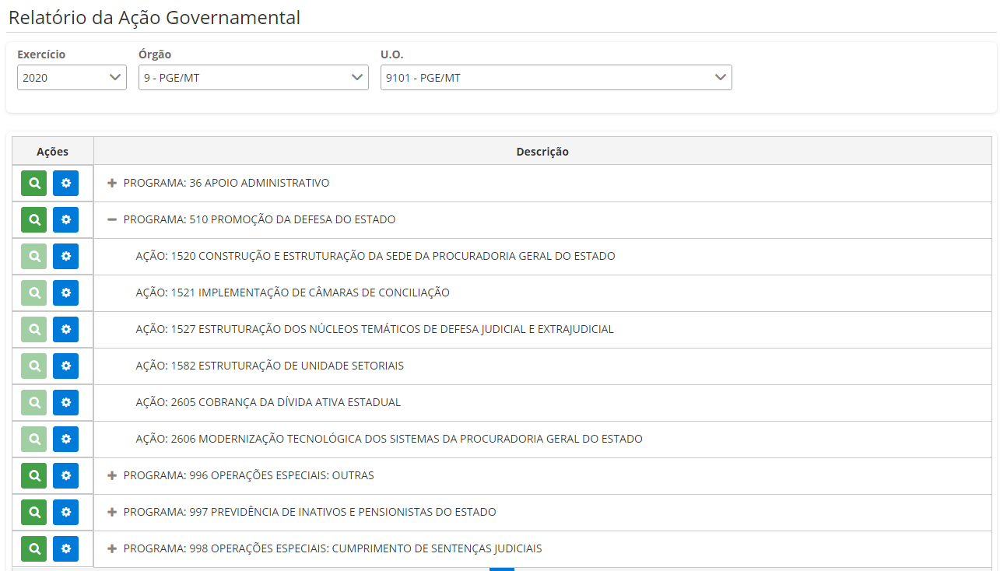 Relatório da Ação Governamental
Exercício Órgão U.O.
2020 9 - PGE/MT 9101 - PGE/MT
Ações Descrição
PROGRAMA: 36 APOIO ADMINISTRATIVO
PROGRAMA: 510 PROMOÇÃO DA DEFESA DO ESTADO
AÇÃO: 1520 CONSTRUÇÃO E ESTRUTURAÇÃO DA SEDE DA PROCURADORIA GERAL DO ESTADO
AÇÃO: 1521 IMPLEMENTAÇÃO DE CÂMARAS DE CONCILIAÇÃO
AÇÃO: 1527 ESTRUTURAÇÃO DOS NÚCLEOS TEMÁTICOS DE DEFESA JUDICIAL E EXTRAJUDICIAL
AÇÃO: 1582 ESTRUTURAÇÃO DE UNIDADE SETORIAIS
AÇÃO: 2605 COBRANÇA DA DÍVIDA ATIVA ESTADUAL
AÇÃO: 2606 MODERNIZAÇÃO TECNOLÓGICA DOS SISTEMAS DA PROCURADORIA GERAL DO ESTADO
PROGRAMA: 996 OPERAÇÕES ESPECIAIS: OUTRAS
PROGRAMA: 997 PREVIDÊNCIA DE INATIVOS E PENSIONISTAS DO ESTADO
PROGRAMA: 998 OPERAÇÕES ESPECIAIS: CUMPRIMENTO DE SENTENÇAS JUDICIAIS